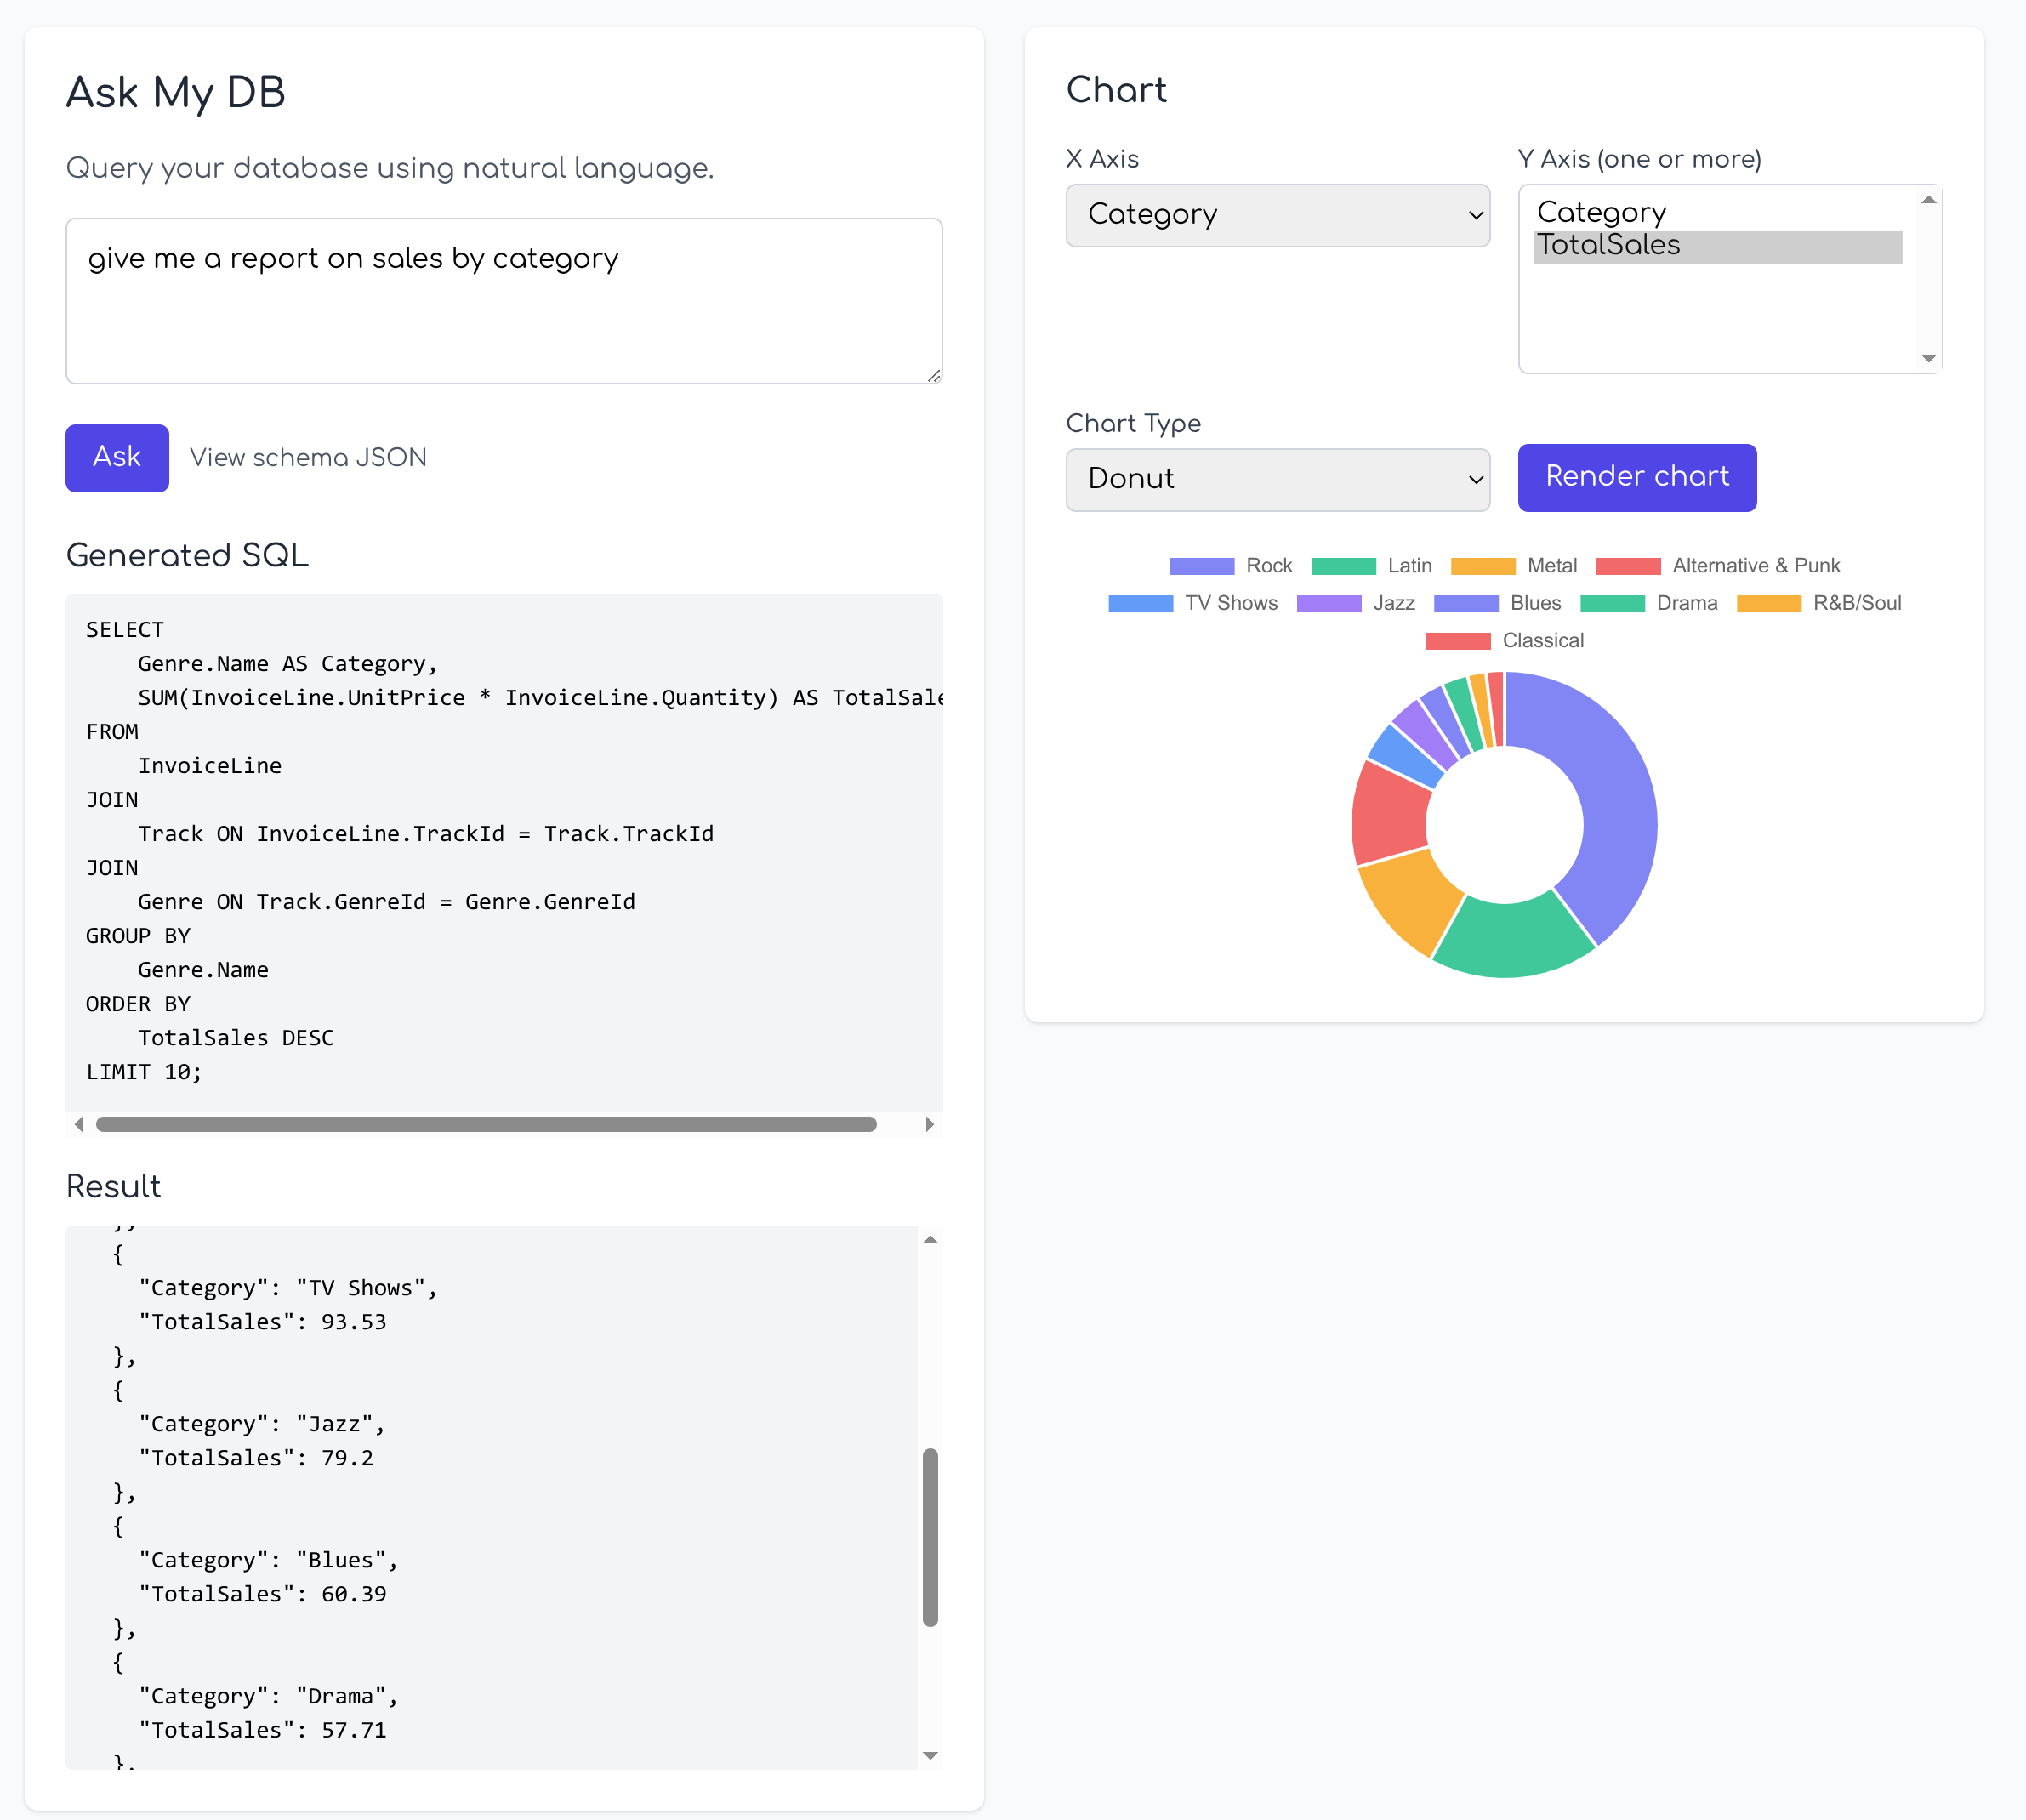 Ask My DB
Query your database using natural language.
give me a report on sales by category
Ask
View schema JSON
Generated SQL
SELECT
    Genre.Name AS Category,
    SUM(InvoiceLine.UnitPrice * InvoiceLine.Quantity) AS TotalSale
FROM
    InvoiceLine
JOIN
    Track ON InvoiceLine.TrackId = Track.TrackId
JOIN
    Genre ON Track.GenreId = Genre.GenreId
GROUP BY
    Genre.Name
ORDER BY
    TotalSales DESC
LIMIT 10;
Result
  },
  {
    "Category": "TV Shows",
    "TotalSales": 93.53
  },
  {
    "Category": "Jazz",
    "TotalSales": 79.2
  },
  {
    "Category": "Blues",
    "TotalSales": 60.39
  },
  {
    "Category": "Drama",
    "TotalSales": 57.71
  },
Chart
X Axis
Category
Y Axis (one or more)
Category
TotalSales
Chart Type
Donut
Render chart
Rock Latin Metal Alternative & Punk
TV Shows Jazz Blues Drama R&B/Soul
Classical